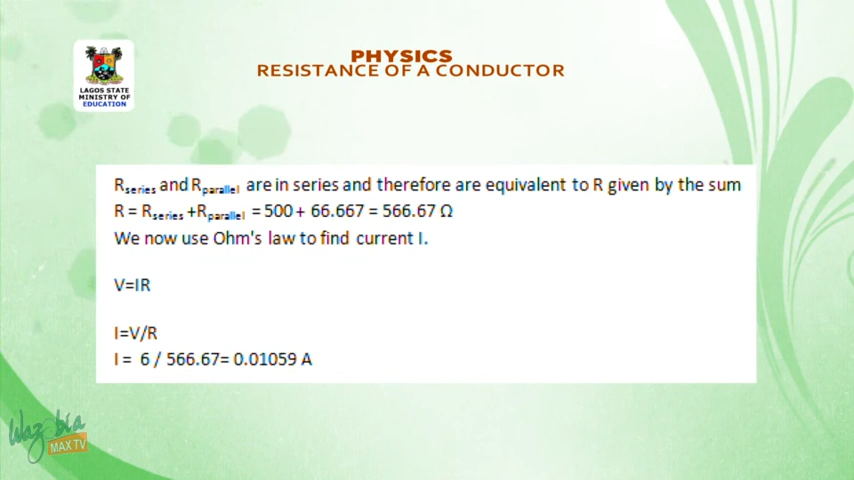 PHYSICS
RESISTANCE OF A CONDUCTOR
LAGOS STATE
MINISTRY OF
EDUCATION
Rseries and Rparallel are in series and therefore are equivalent to R given by the sum
R = Rseries +Rparallel = 500 + 66.667 = 566.67 Ω
We now use Ohm's law to find current I.
V=IR
I=V/R
I = 6 / 566.67= 0.01059 A
Wazobia
MAX TV